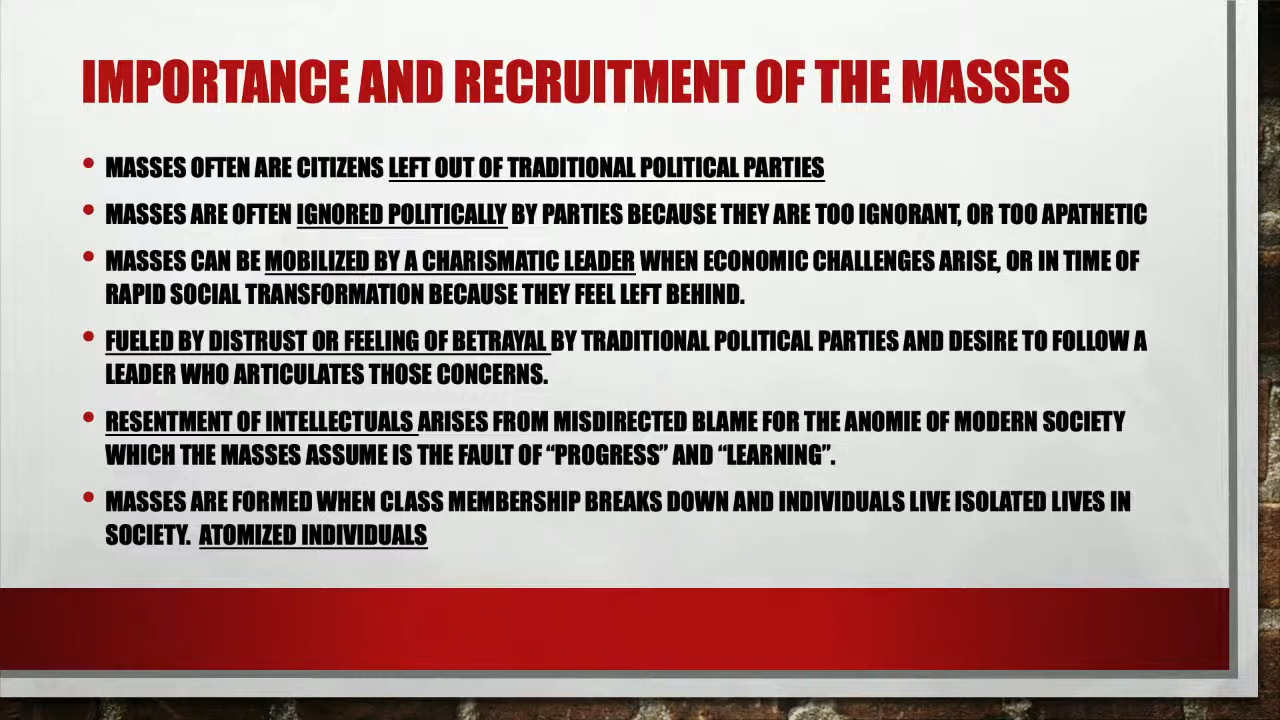 IMPORTANCE AND RECRUITMENT OF THE MASSES
• MASSES OFTEN ARE CITIZENS LEFT OUT OF TRADITIONAL POLITICAL PARTIES
• MASSES ARE OFTEN IGNORED POLITICALLY BY PARTIES BECAUSE THEY ARE TOO IGNORANT, OR TOO APATHETIC
• MASSES CAN BE MOBILIZED BY A CHARISMATIC LEADER WHEN ECONOMIC CHALLENGES ARISE, OR IN TIME OF
RAPID SOCIAL TRANSFORMATION BECAUSE THEY FEEL LEFT BEHIND.
• FUELED BY DISTRUST OR FEELING OF BETRAYAL BY TRADITIONAL POLITICAL PARTIES AND DESIRE TO FOLLOW A
LEADER WHO ARTICULATES THOSE CONCERNS.
• RESENTMENT OF INTELLECTUALS ARISES FROM MISDIRECTED BLAME FOR THE ANOMIE OF MODERN SOCIETY
WHICH THE MASSES ASSUME IS THE FAULT OF “PROGRESS” AND “LEARNING”.
• MASSES ARE FORMED WHEN CLASS MEMBERSHIP BREAKS DOWN AND INDIVIDUALS LIVE ISOLATED LIVES IN
SOCIETY. ATOMIZED INDIVIDUALS